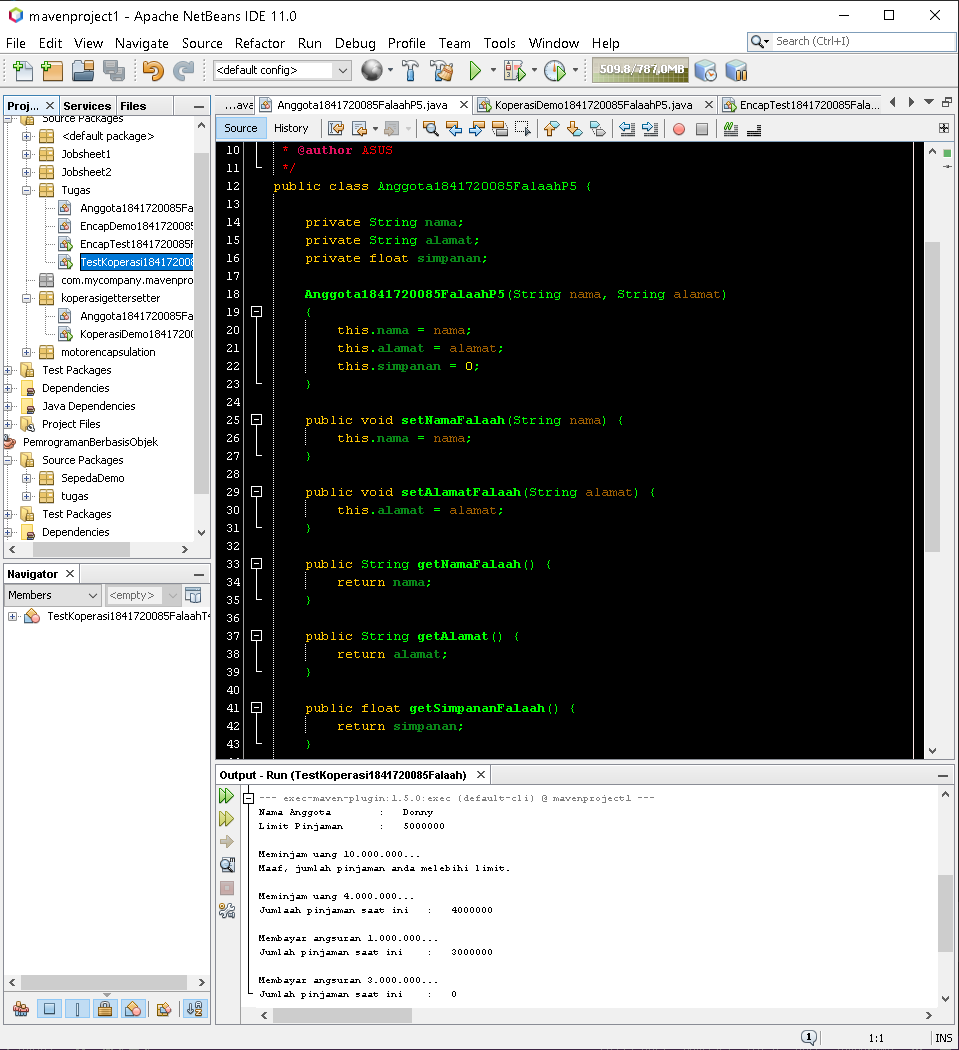 mavenproject1 - Apache NetBeans IDE 11.0
File Edit View Navigate Source Refactor Run Debug Profile Team Tools Window Help
Search (Ctrl+I)
<default config>
509.8/787,0MB
Proj... Services Files
Source Packages
<default package>
Jobsheet1
Jobsheet2
Tugas
Anggota1841720085Fa
EncapDemo184172008
EncapTest1841720085F
TestKoperasi184172008
com.mycompany.mavenpro
koperasigettersetter
Anggota1841720085Fa
KoperasiDemo1841720
motorencapsulation
Test Packages
Dependencies
Java Dependencies
Project Files
PemrogramanBerbasisObjek
Source Packages
SepedaDemo
tugas
Test Packages
Dependencies
Navigator
Members <empty>
TestKoperasi1841720085FalaahT
...ava Anggota1841720085FalaahP5.java KoperasiDemo1841720085FalaahP5.java EncapTest1841720085Fala...
Source History
10 * @author ASUS
11 */
12 public class Anggota1841720085FalaahP5 {
13
14 private String nama;
15 private String alamat;
16 private float simpanan;
17
18 Anggota1841720085FalaahP5(String nama, String alamat)
19 {
20 this.nama = nama;
21 this.alamat = alamat;
22 this.simpanan = 0;
23 }
24
25 public void setNamaFalaah(String nama) {
26 this.nama = nama;
27 }
28
29 public void setAlamatFalaah(String alamat) {
30 this.alamat = alamat;
31 }
32
33 public String getNamaFalaah() {
34 return nama;
35 }
36
37 public String getAlamat() {
38 return alamat;
39 }
40
41 public float getSimpananFalaah() {
42 return simpanan;
43 }
Output - Run (TestKoperasi1841720085Falaah)
--- exec-maven-plugin:1.5.0:exec (default-cli) @ mavenproject1 ---
Nama Anggota : Donny
Limit Pinjaman : 5000000
Meminjam uang 10.000.000...
Maaf, jumlah pinjaman anda melebihi limit.
Meminjam uang 4.000.000...
Jumlaah pinjaman saat ini : 4000000
Membayar angsuran 1.000.000...
Jumlah pinjaman saat ini : 3000000
Membayar angsuran 3.000.000...
Jumlah pinjaman saat ini : 0
1 1:1 INS